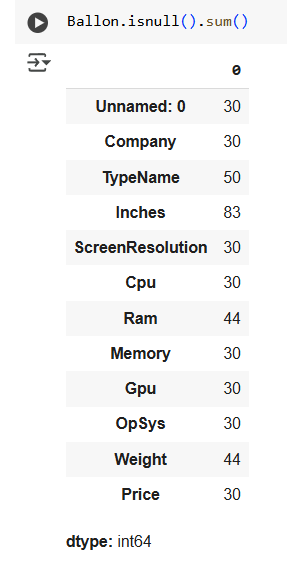 Ballon.isnull().sum()
0
Unnamed: 0 30
Company 30
TypeName 50
Inches 83
ScreenResolution 30
Cpu 30
Ram 44
Memory 30
Gpu 30
OpSys 30
Weight 44
Price 30
dtype: int64